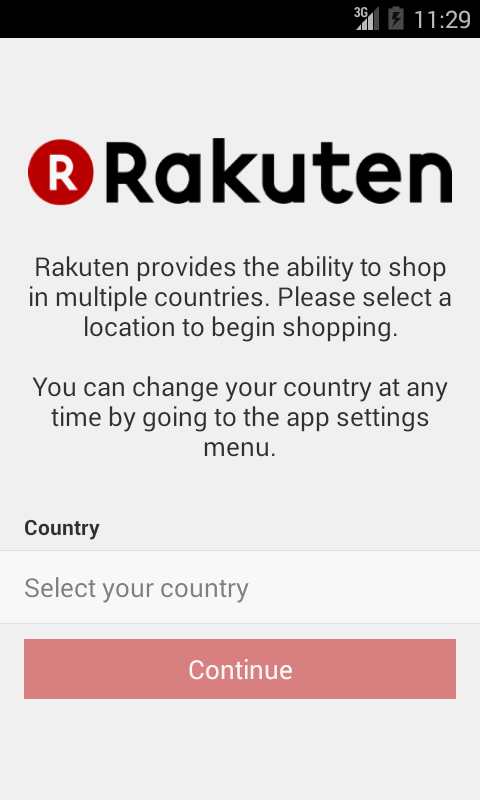 3G 11:29
R Rakuten
Rakuten provides the ability to shop
in multiple countries. Please select a
location to begin shopping.
You can change your country at any
time by going to the app settings
menu.
Country
Select your country
Continue